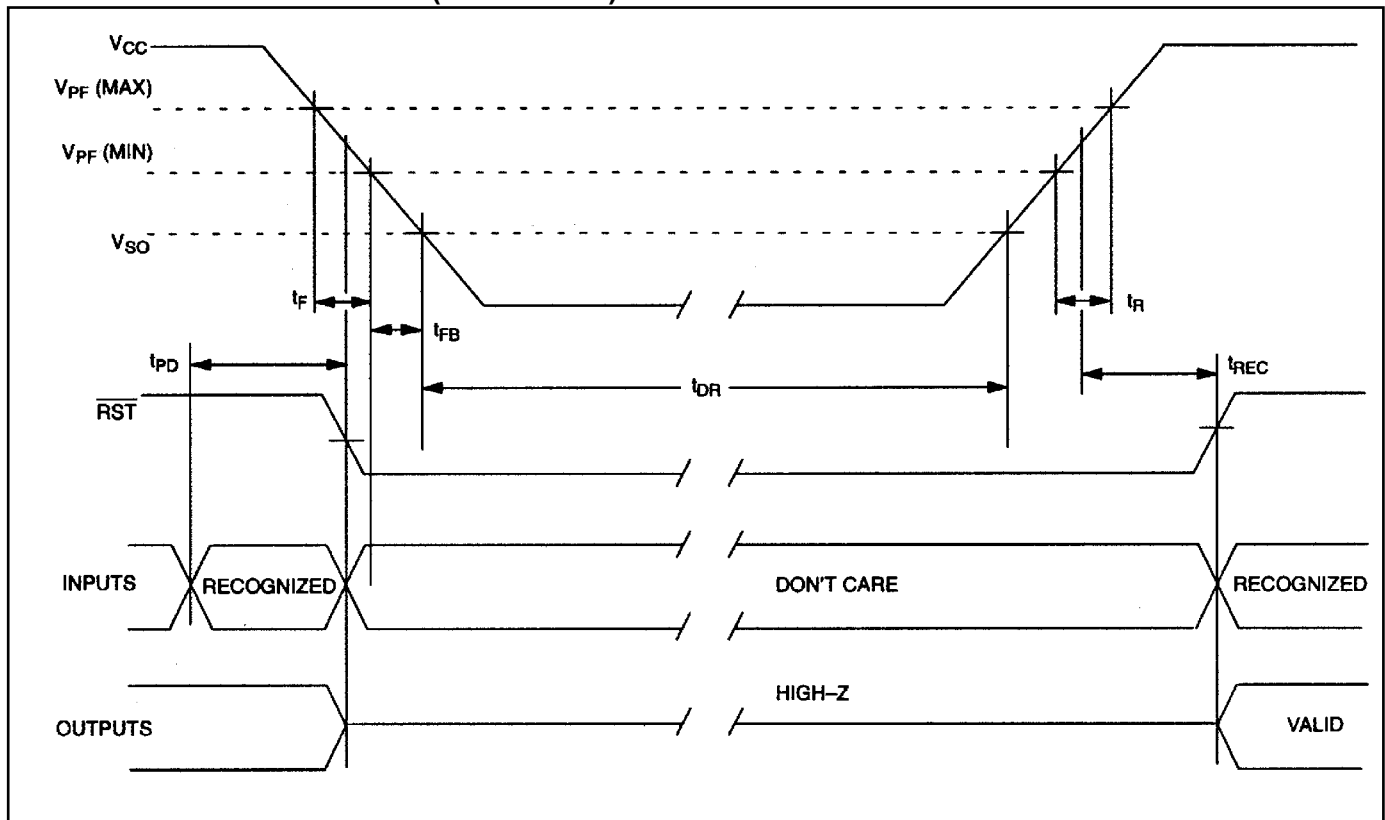 VCC
VPF (MAX)
VPF (MIN)
VSO
tF
tR
tFB
tPD
tREC
tDR
RST
INPUTS
RECOGNIZED
DON'T CARE
RECOGNIZED
HIGH–Z
OUTPUTS
VALID